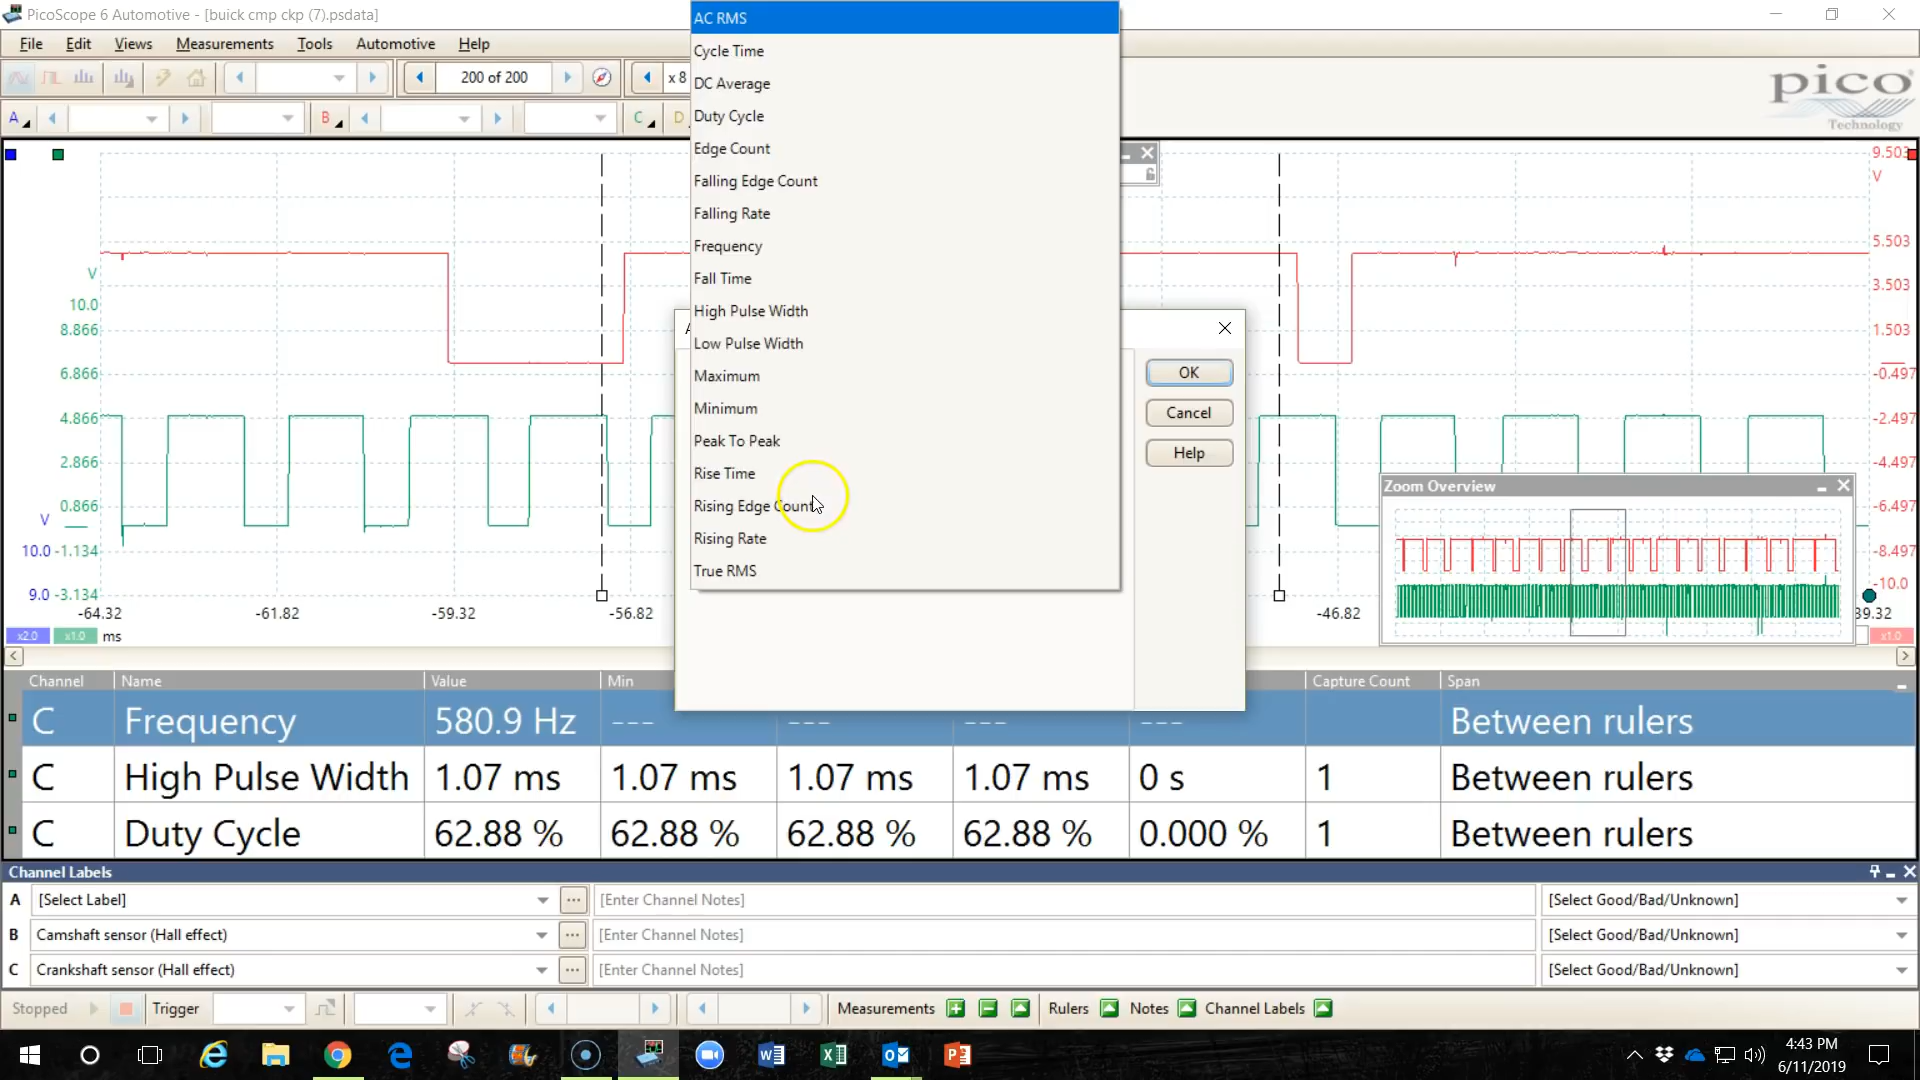 PicoScope 6 Automotive - [buick cmp ckp (7).psdata]
File Edit Views Measurements Tools Automotive Help
200 of 200 x 8
pico
Technology
A B C D
AC RMS
Cycle Time
DC Average
Duty Cycle
Edge Count
Falling Edge Count
Falling Rate
Frequency
Fall Time
High Pulse Width
Low Pulse Width
Maximum
Minimum
Peak To Peak
Rise Time
Rising Edge Count
Rising Rate
True RMS
OK
Cancel
Help
V
10.0
8.866
6.866
4.866
2.866
0.866
V
10.0 -1.134
9.0 -3.134
9.503
V
5.503
3.503
1.503
-0.497
-2.497
-4.497
-6.497
-8.497
-10.0
Zoom Overview
-64.32 -61.82 -59.32 -56.82 -46.82 39.32
x2.0 x1.0 ms x1.0
Channel Name Value Min Capture Count Span
C Frequency 580.9 Hz --- --- --- --- Between rulers
C High Pulse Width 1.07 ms 1.07 ms 1.07 ms 1.07 ms 0 s 1 Between rulers
C Duty Cycle 62.88 % 62.88 % 62.88 % 62.88 % 0.000 % 1 Between rulers
Channel Labels
A [Select Label] ... [Enter Channel Notes] [Select Good/Bad/Unknown]
B Camshaft sensor (Hall effect) ... [Enter Channel Notes] [Select Good/Bad/Unknown]
C Crankshaft sensor (Hall effect) ... [Enter Channel Notes] [Select Good/Bad/Unknown]
Stopped Trigger Measurements Rulers Notes Channel Labels
4:43 PM
6/11/2019